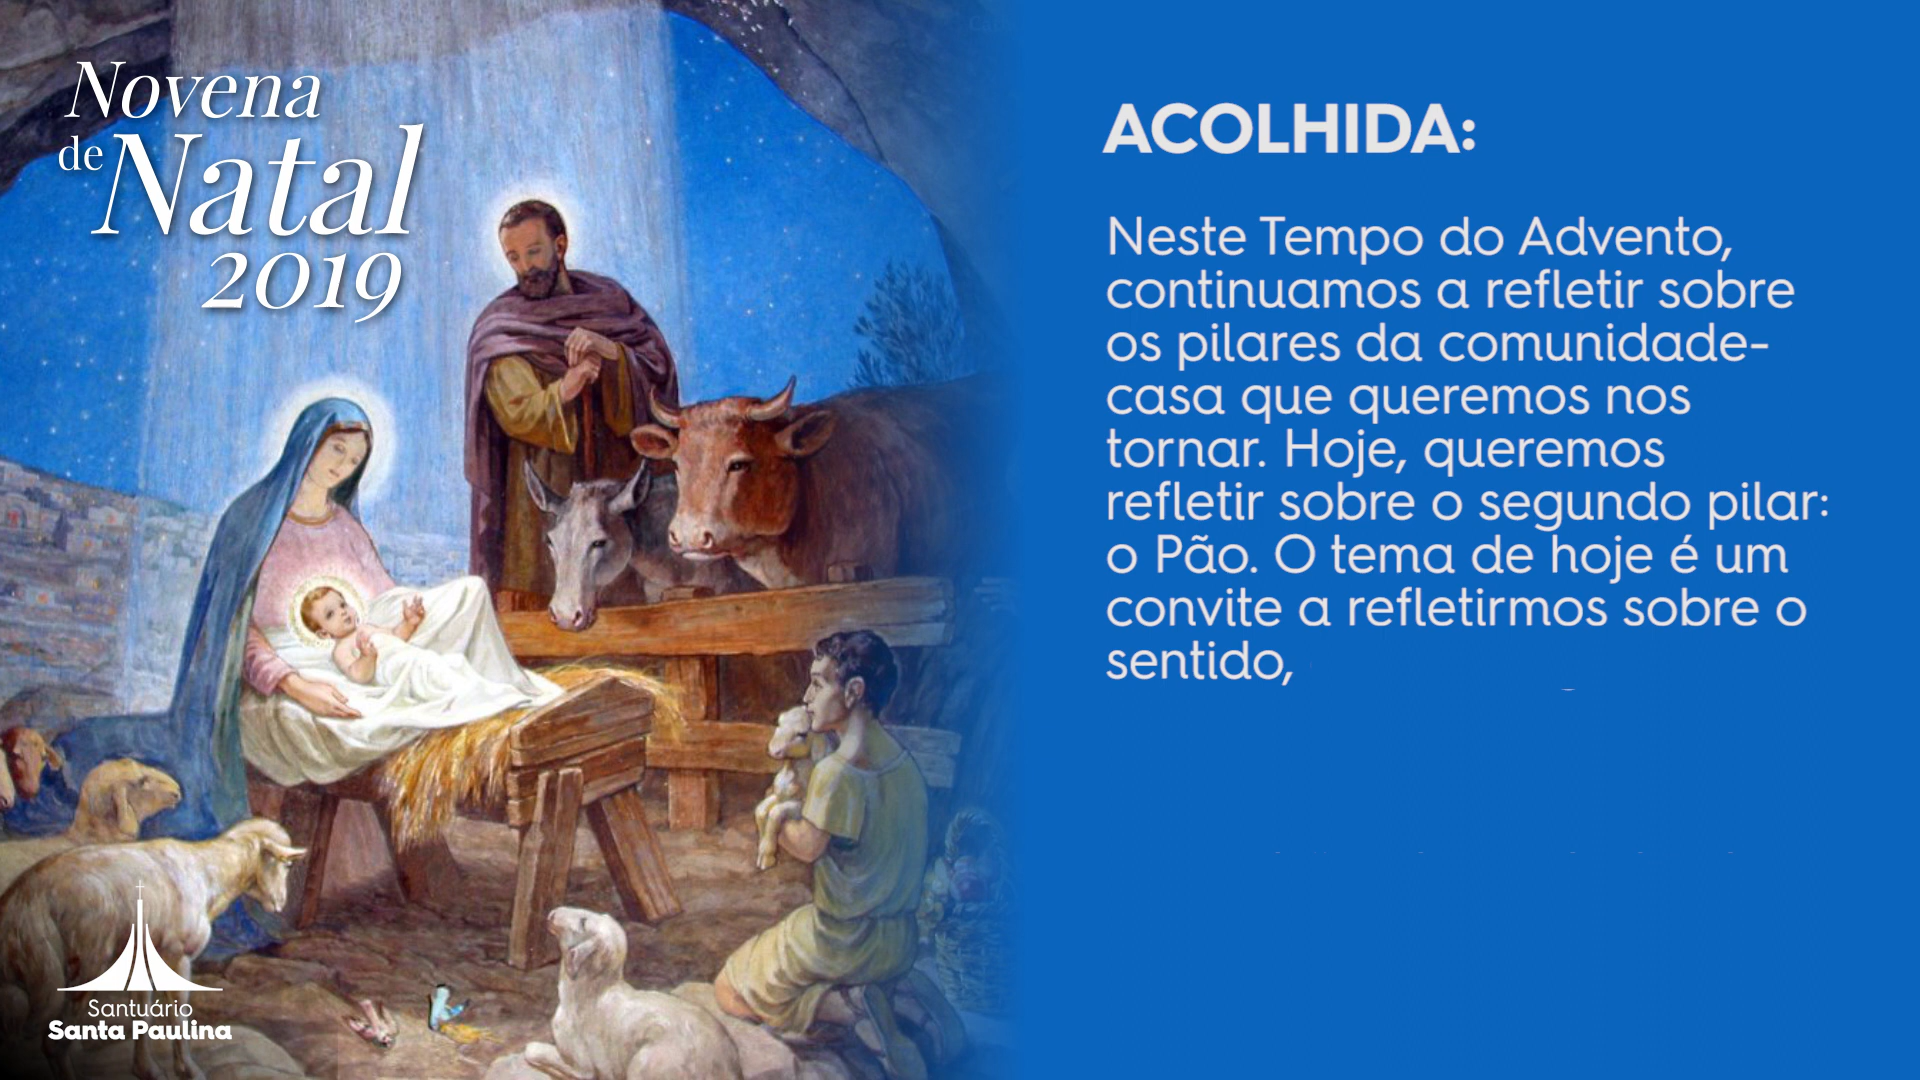 Novena
de Natal
2019
ACOLHIDA:
Neste Tempo do Advento,
continuamos a refletir sobre
os pilares da comunidade-
casa que queremos nos
tornar. Hoje, queremos
refletir sobre o segundo pilar:
o Pão. O tema de hoje é um
convite a refletirmos sobre o
sentido,
Santuário
Santa Paulina